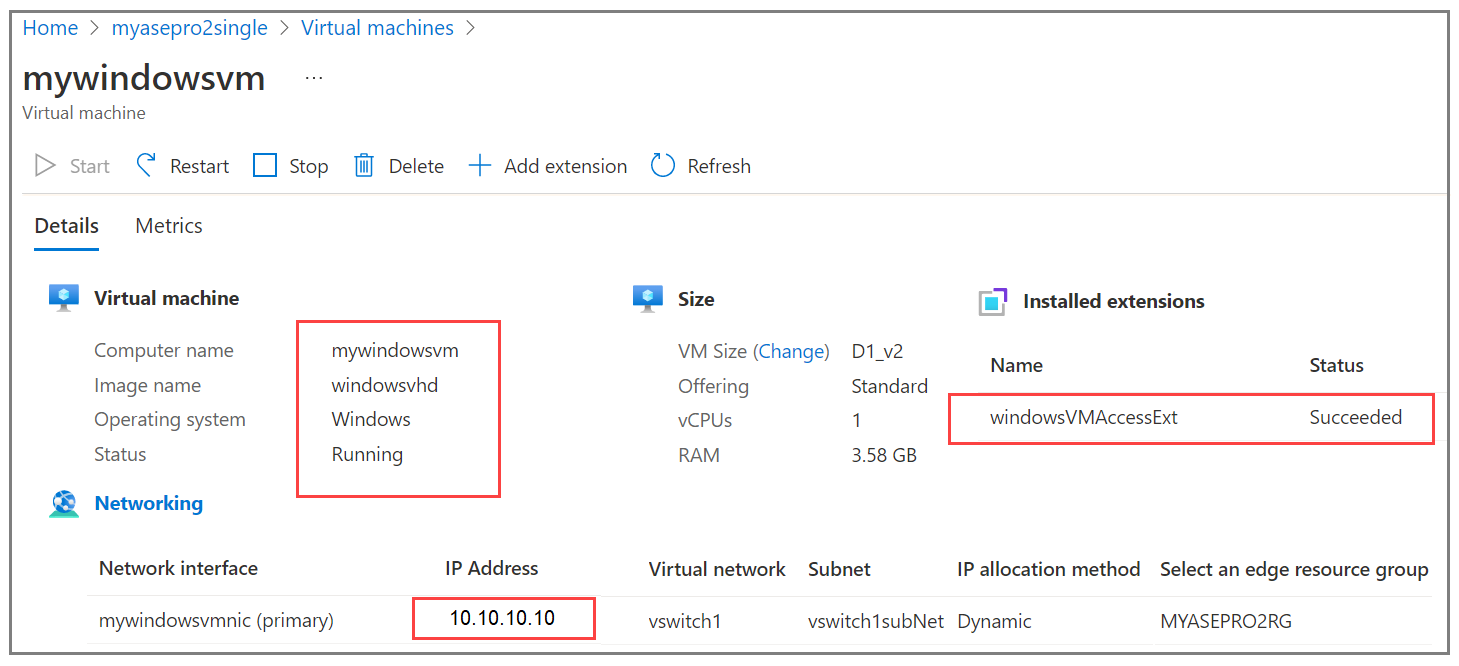 Home > myasepro2single > Virtual machines >
mywindowsvm ...
Virtual machine
Start Restart Stop Delete Add extension Refresh
Details Metrics
Virtual machine
Computer name mywindowsvm
Image name windowsvhd
Operating system Windows
Status Running
Size
VM Size (Change) D1_v2
Offering Standard
vCPUs 1
RAM 3.58 GB
Installed extensions
Name Status
windowsVMAccessExt Succeeded
Networking
Network interface IP Address Virtual network Subnet IP allocation method Select an edge resource group
mywindowsvmnic (primary) 10.10.10.10 vswitch1 vswitch1subNet Dynamic MYASEPRO2RG